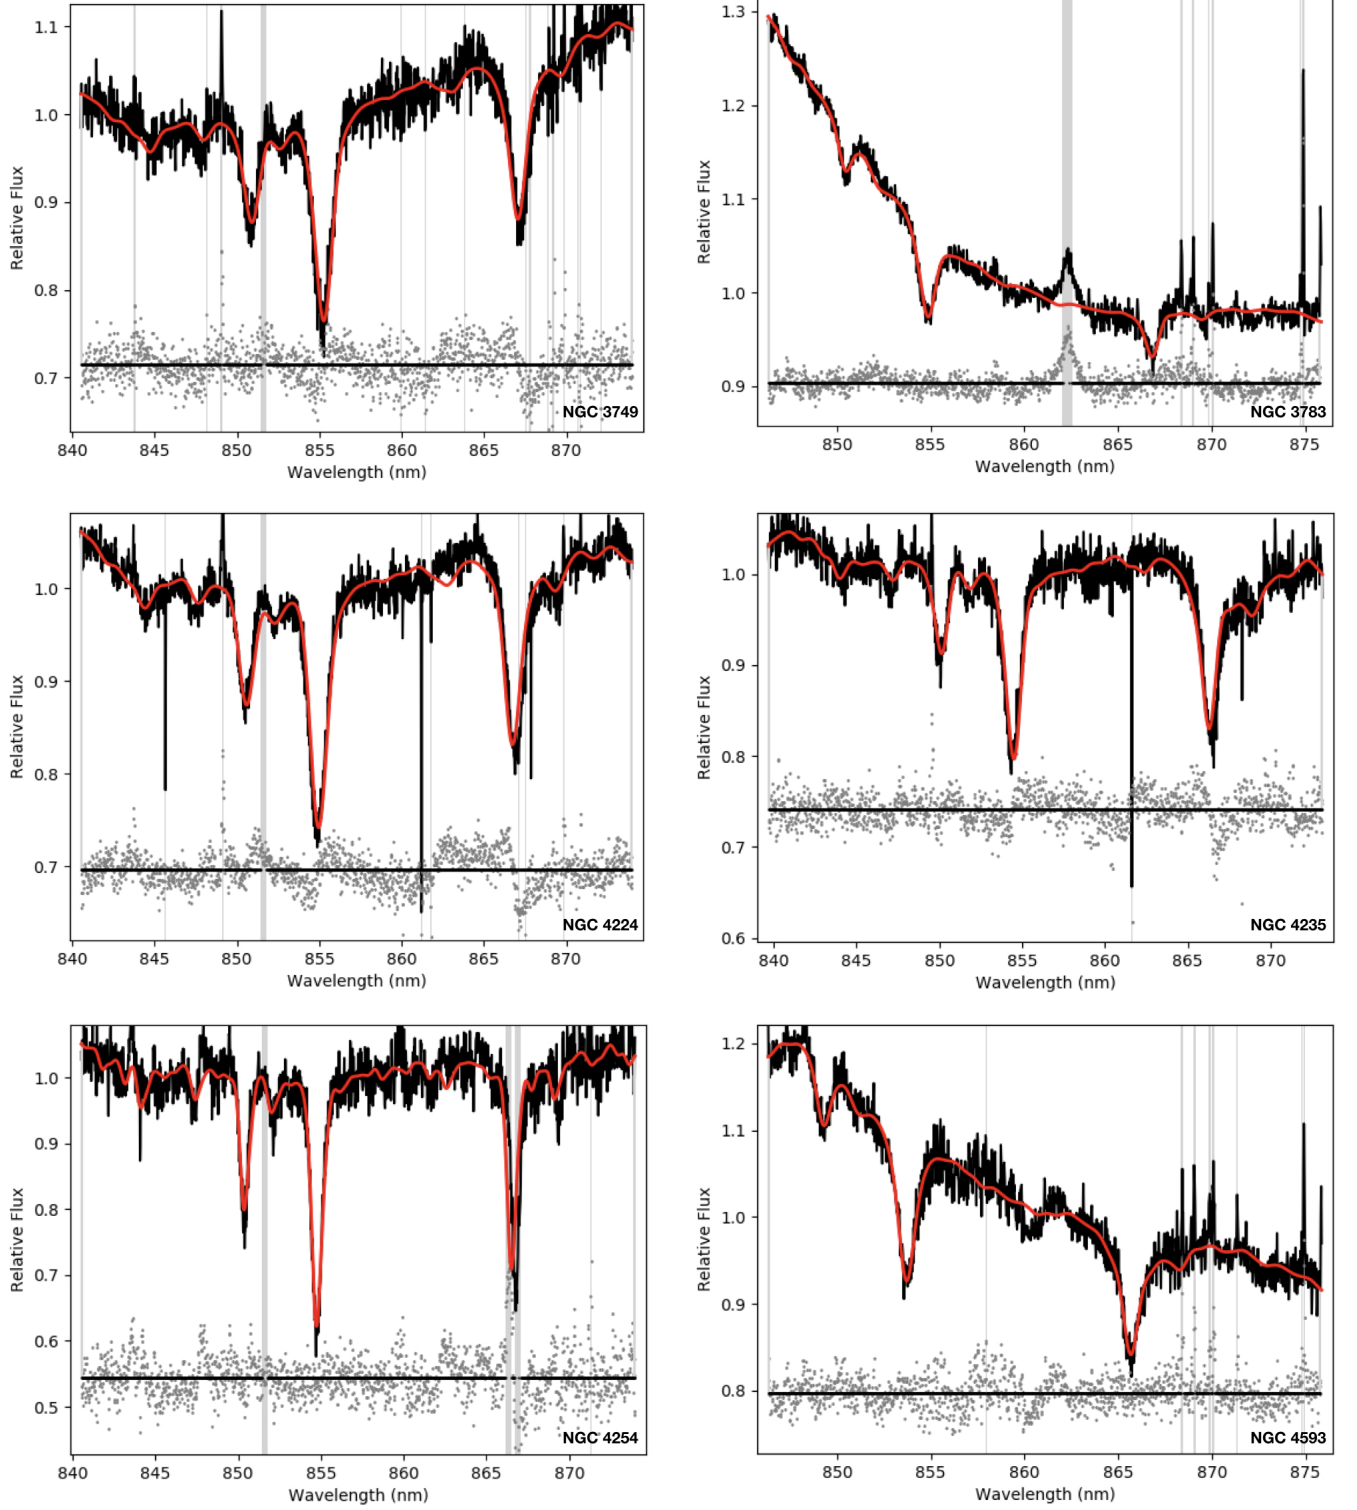 1.1
1.0
0.9
0.8
0.7
Relative Flux
NGC 3749
840 845 850 855 860 865 870
Wavelength (nm)
1.3
1.2
1.1
1.0
0.9
Relative Flux
NGC 3783
850 855 860 865 870 875
Wavelength (nm)
1.0
0.9
0.8
0.7
Relative Flux
NGC 4224
840 845 850 855 860 865 870
Wavelength (nm)
1.0
0.9
0.8
0.7
0.6
Relative Flux
NGC 4235
840 845 850 855 860 865 870
Wavelength (nm)
1.0
0.9
0.8
0.7
0.6
0.5
Relative Flux
NGC 4254
840 845 850 855 860 865 870
Wavelength (nm)
1.2
1.1
1.0
0.9
0.8
Relative Flux
NGC 4593
850 855 860 865 870 875
Wavelength (nm)